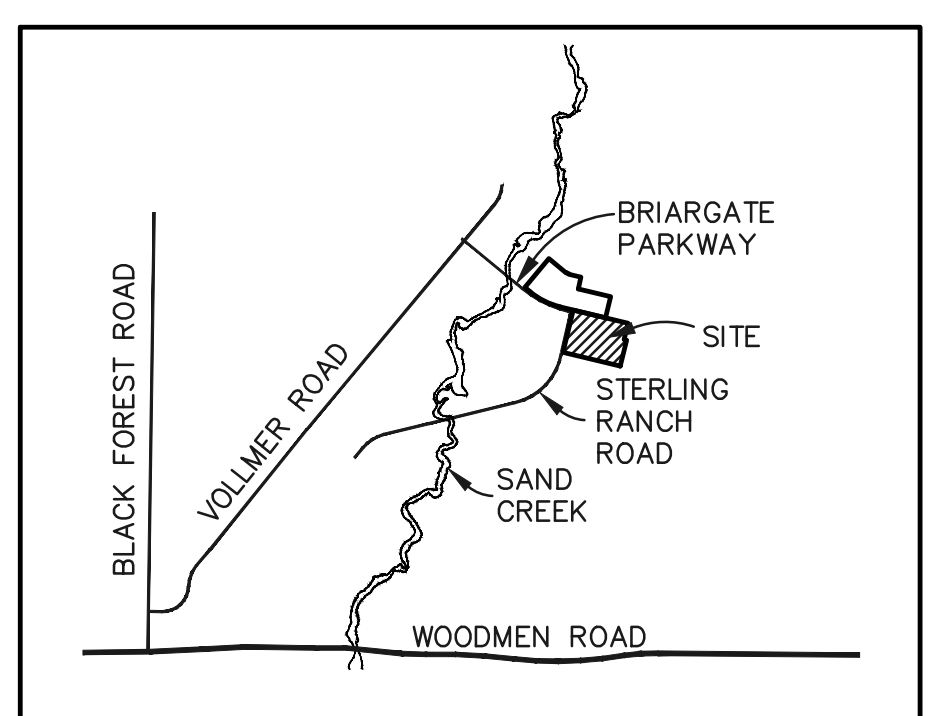 BRIARGATE
PARKWAY
SITE
BLACK FOREST ROAD
VOLLMER ROAD
STERLING
RANCH
ROAD
SAND
CREEK
WOODMEN ROAD